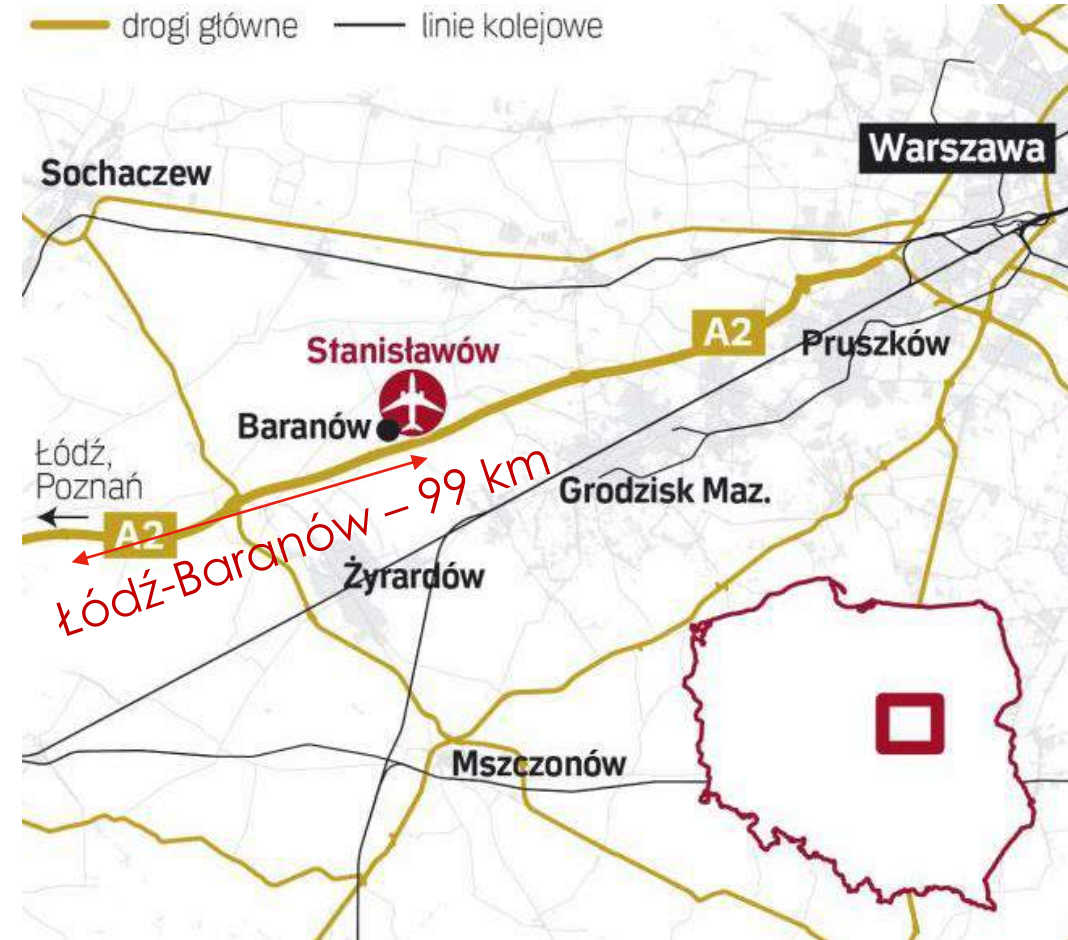 drogi główne
linie kolejowe
Warszawa
Sochaczew
A2
Pruszków
Stanisławów
Baranów
Łódź,
Poznań
A2
Łódź-Baranów – 99 km
Grodzisk Maz.
Żyrardów
Mszczonów